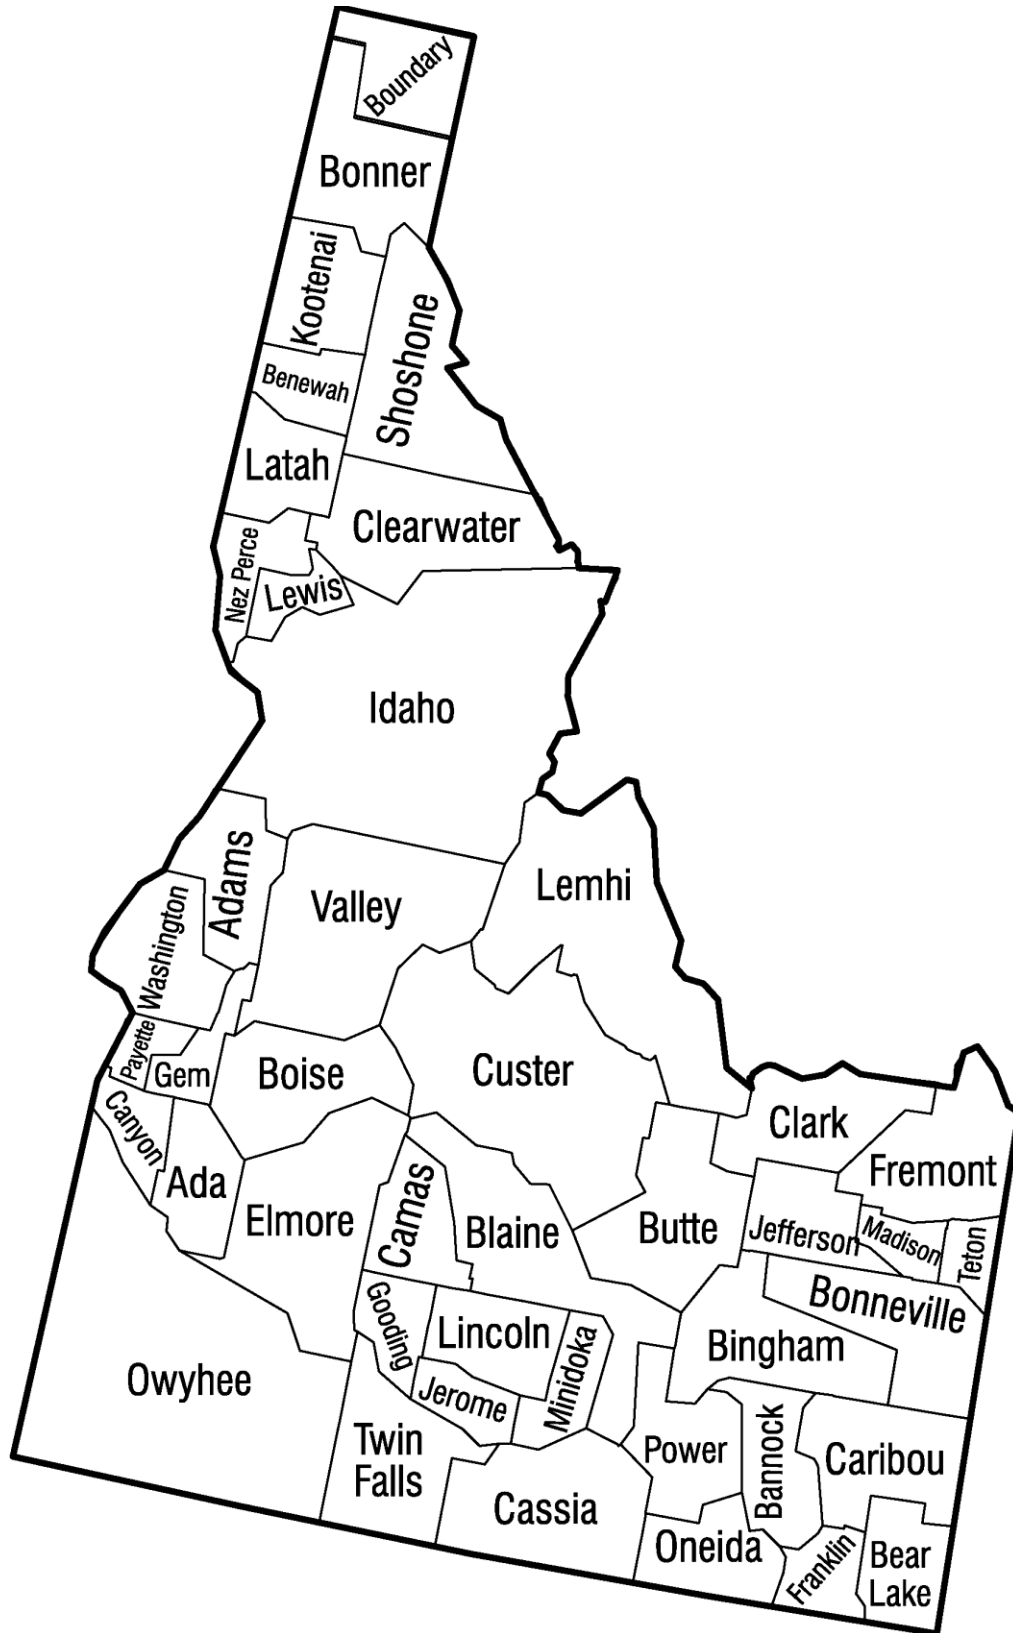 Boundary
Bonner
Kootenai
Shoshone
Benewah
Latah
Clearwater
Nez Perce
Lewis
Idaho
Adams
Valley
Lemhi
Washington
Payette
Gem
Boise
Custer
Canyon
Ada
Elmore
Camas
Blaine
Butte
Clark
Fremont
Jefferson
Madison
Teton
Bonneville
Bingham
Gooding
Lincoln
Minidoka
Jerome
Owyhee
Twin
Falls
Cassia
Power
Bannock
Caribou
Oneida
Franklin
Bear
Lake